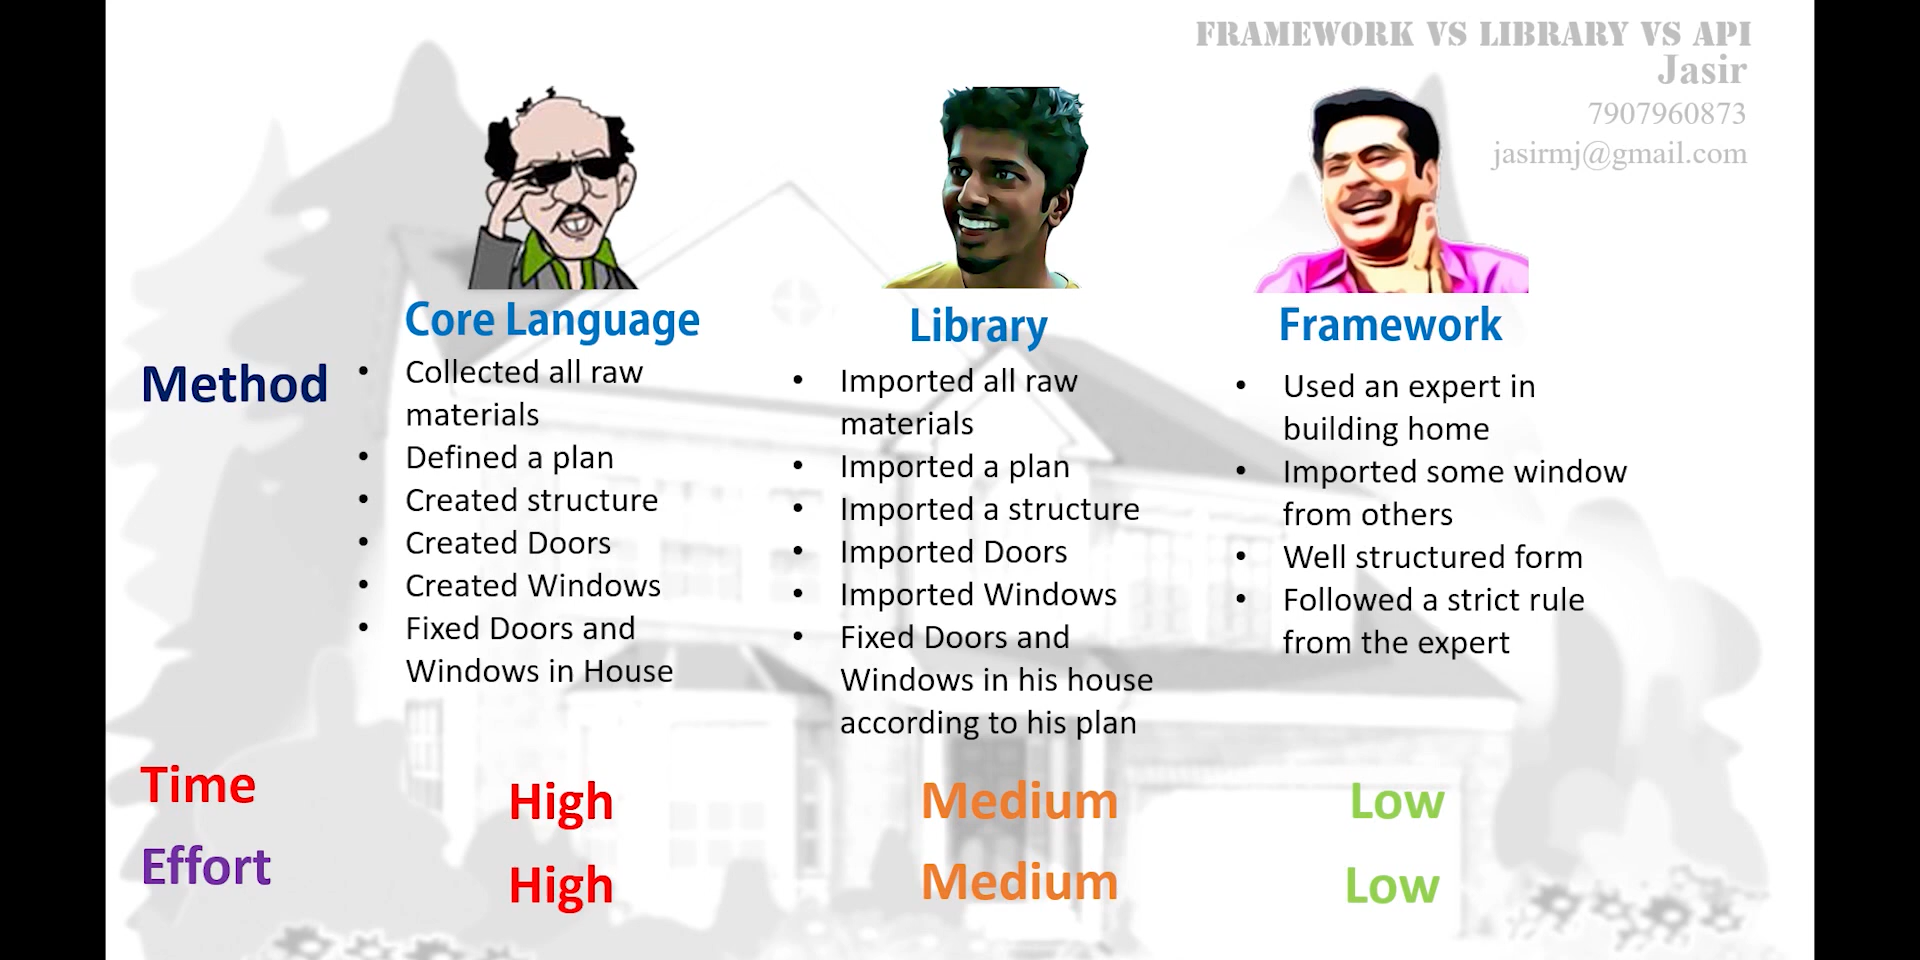 FRAMEWORK VS LIBRARY VS API
Jasir
7907960873
jasirmj@gmail.com
Core Language
Library
Framework
Method
• Collected all raw
materials
• Defined a plan
• Created structure
• Created Doors
• Created Windows
• Fixed Doors and
Windows in House
• Imported all raw
materials
• Imported a plan
• Imported a structure
• Imported Doors
• Imported Windows
• Fixed Doors and
Windows in his house
according to his plan
• Used an expert in
building home
• Imported some window
from others
• Well structured form
• Followed a strict rule
from the expert
Time
High
Medium
Low
Effort
High
Medium
Low